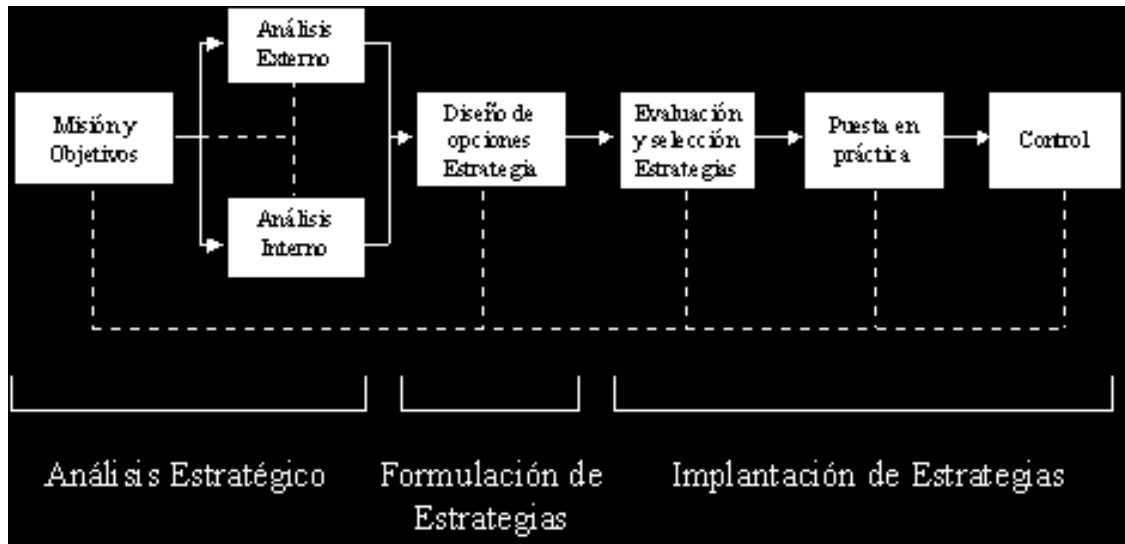 Análisis
Externo
Misión y
Objetivos
Análisis
Interno
Diseño de
opciones
Estrategia
Evaluación
y selección
Estrategias
Puesta en
práctica
Control
Análisis Estratégico
Formulación de
Estrategias
Implantación de Estrategias